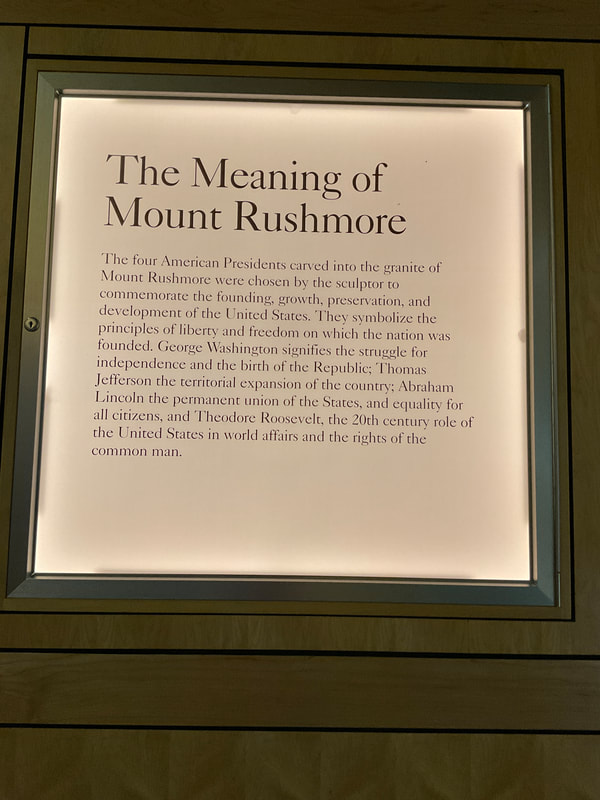 The Meaning of
Mount Rushmore
The four American Presidents carved into the granite of
Mount Rushmore were chosen by the sculptor to
commemorate the founding, growth, preservation, and
development of the United States. They symbolize the
principles of liberty and freedom on which the nation was
founded. George Washington signifies the struggle for
independence and the birth of the Republic; Thomas
Jefferson the territorial expansion of the country; Abraham
Lincoln the permanent union of the States, and equality for
all citizens, and Theodore Roosevelt, the 20th century role of
the United States in world affairs and the rights of the
common man.